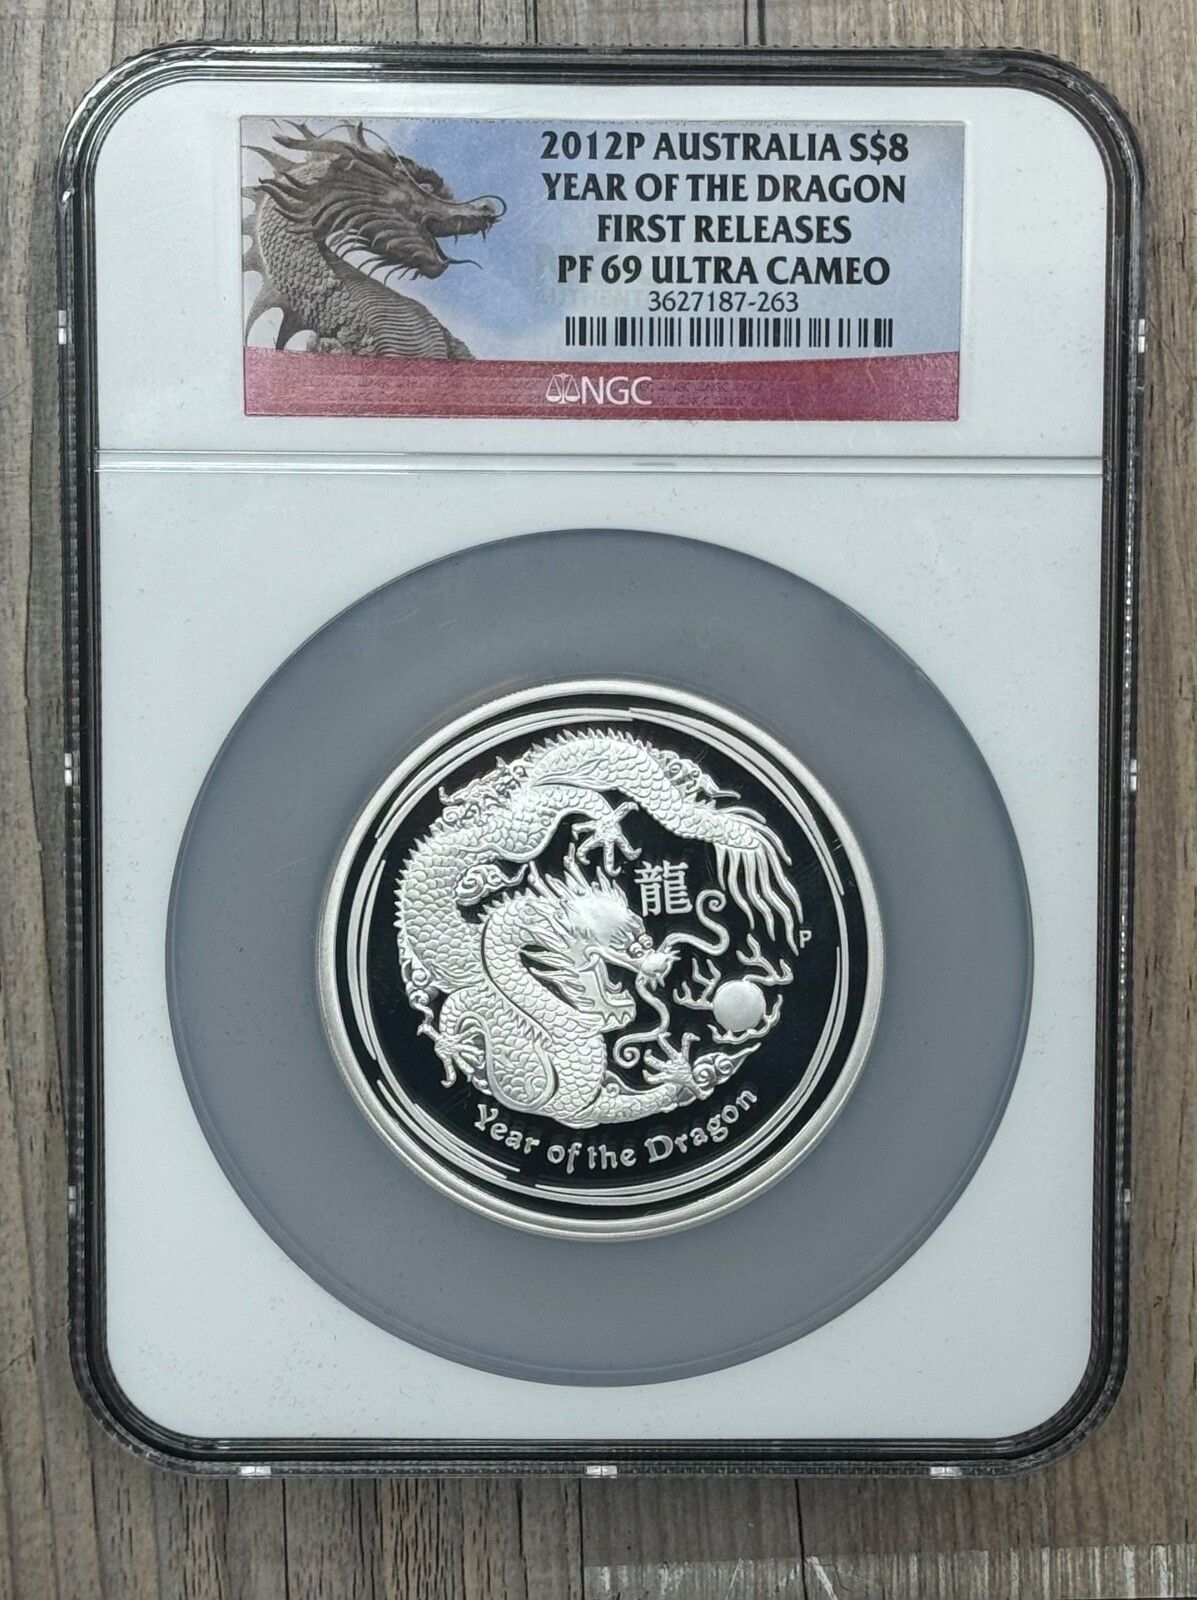 2012P AUSTRALIA S$8
YEAR OF THE DRAGON
FIRST RELEASES
PF 69 ULTRA CAMEO
3627187-263
NGC
龍
P
Year of the Dragon